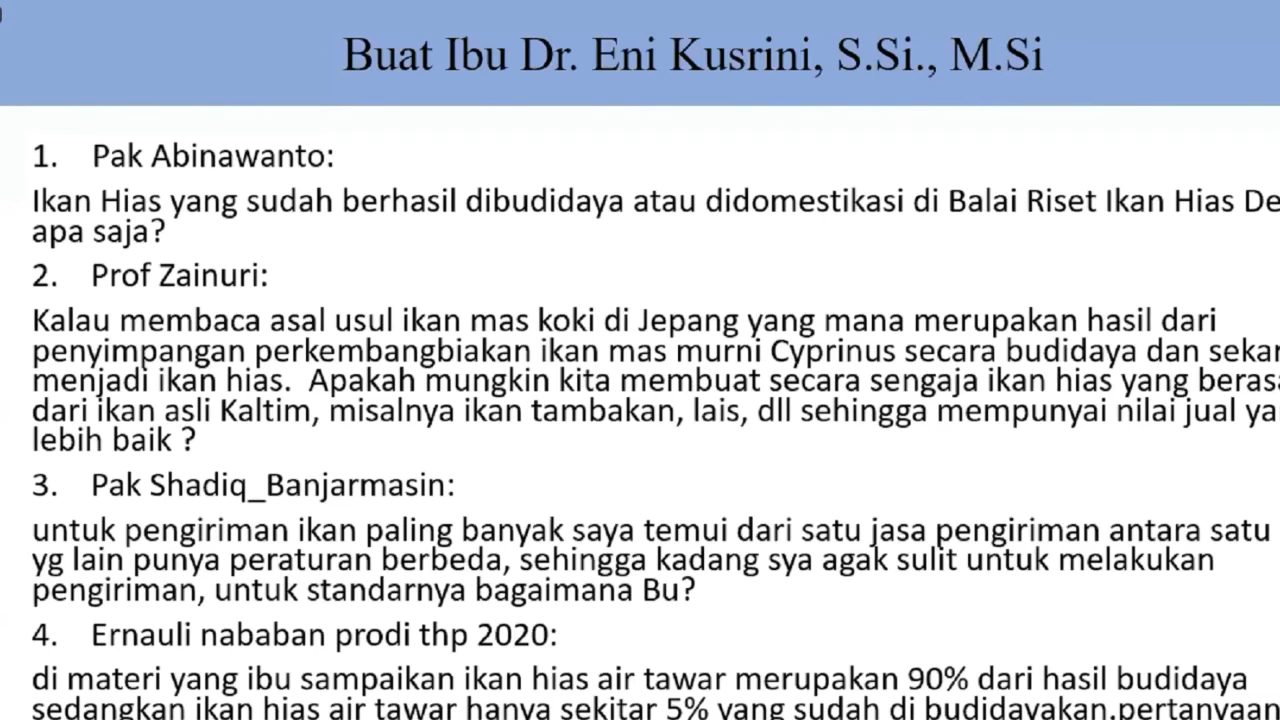 Buat Ibu Dr. Eni Kusrini, S.Si., M.Si
1. Pak Abinawanto:
Ikan Hias yang sudah berhasil dibudidaya atau didomestikasi di Balai Riset Ikan Hias De
apa saja?
2. Prof Zainuri:
Kalau membaca asal usul ikan mas koki di Jepang yang mana merupakan hasil dari
penyimpangan perkembangbiakan ikan mas murni Cyprinus secara budidaya dan sekar
menjadi ikan hias. Apakah mungkin kita membuat secara sengaja ikan hias yang beras
dari ikan asli Kaltim, misalnya ikan tambakan, lais, dll sehingga mempunyai nilai jual ya
lebih baik ?
3. Pak Shadiq_Banjarmasin:
untuk pengiriman ikan paling banyak saya temui dari satu jasa pengiriman antara satu
yg lain punya peraturan berbeda, sehingga kadang sya agak sulit untuk melakukan
pengiriman, untuk standarnya bagaimana Bu?
4. Ernauli nababan prodi thp 2020:
di materi yang ibu sampaikan ikan hias air tawar merupakan 90% dari hasil budidaya
sedangkan ikan hias air tawar hanya sekitar 5% yang sudah di budidayakan.pertanyaan